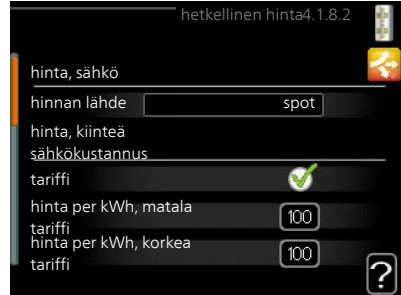 hetkellinen hinta4.1.8.2
hinta, sähkö
hinnan lähde
spot
hinta, kiinteä
sähkökustannus
tariffi
hinta per kWh, matala
tariffi
100
hinta per kWh, korkea
tariffi
100
?